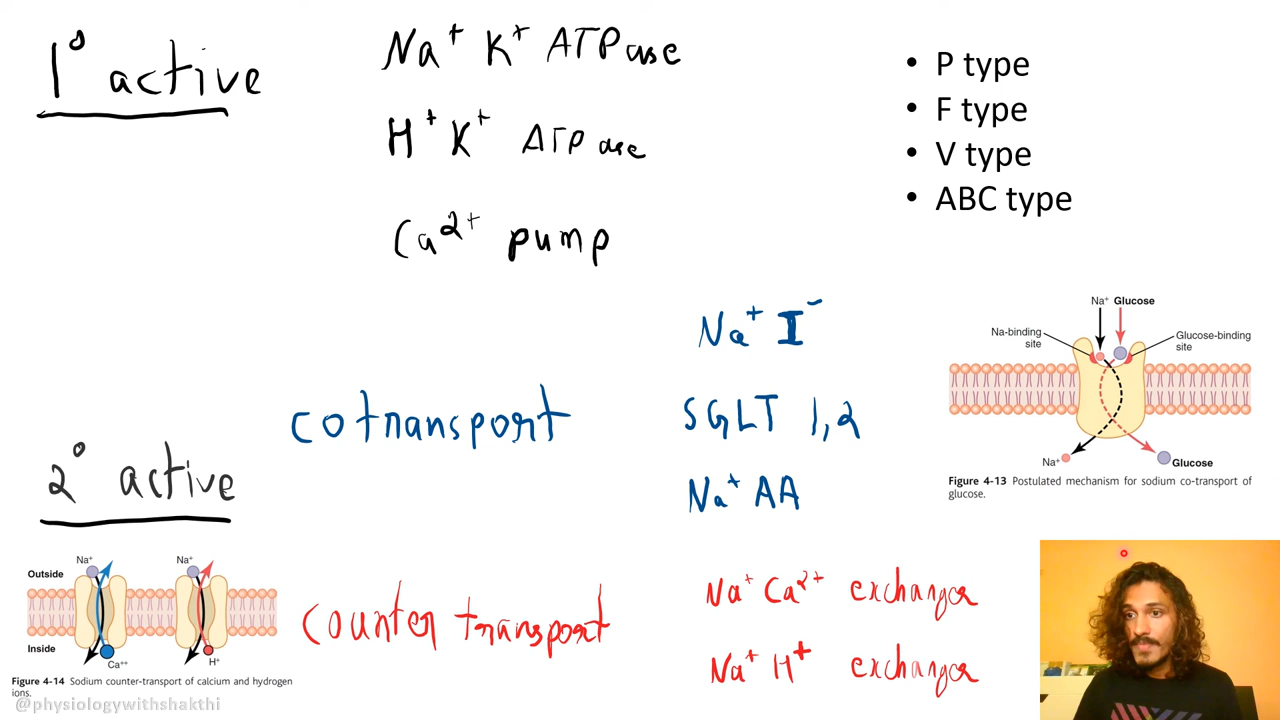 1° active
Na+ K+ ATPase
H+ K+ ATPase
Ca2+ pump
• P type
• F type
• V type
• ABC type
2° active
cotransport
Na+ I-
SGLT 1,2
Na+ AA
Na+ Glucose
Na-binding
site
Glucose-binding
site
Na+
Glucose
Figure 4-13 Postulated mechanism for sodium co-transport of
glucose.
counter transport
Na+ Ca2+ exchanger
Na+ H+ exchanger
Na+ Na+
Outside
Inside
Ca++ H+
Figure 4-14 Sodium counter-transport of calcium and hydrogen
ions.
@physiologywithshakthi